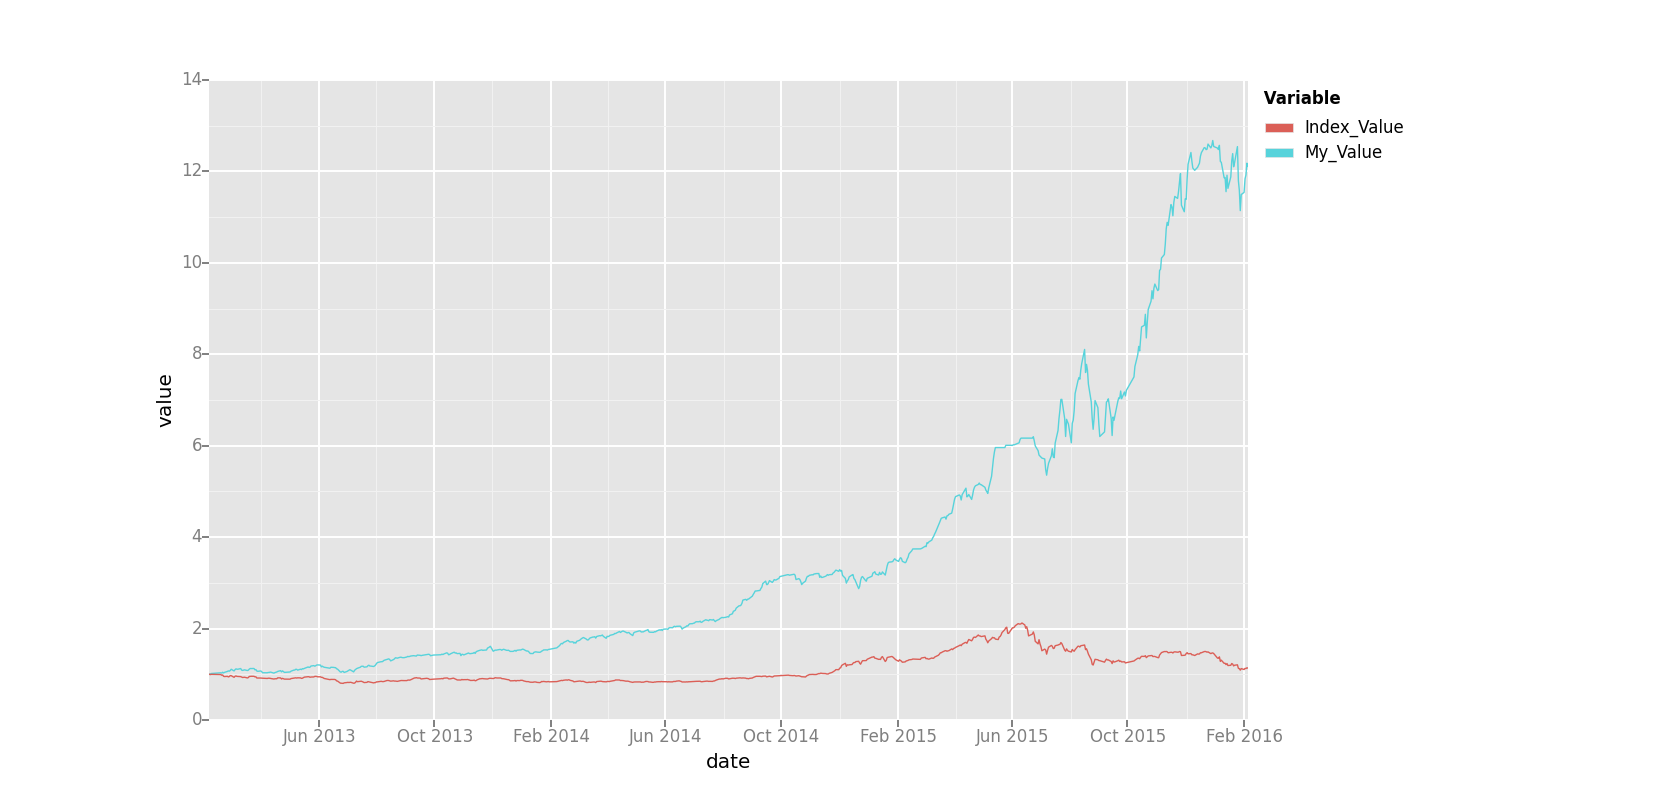 14
12
10
8
6
4
2
0
value
Jun 2013 Oct 2013 Feb 2014 Jun 2014 Oct 2014 Feb 2015 Jun 2015 Oct 2015 Feb 2016
date
Variable
Index_Value
My_Value